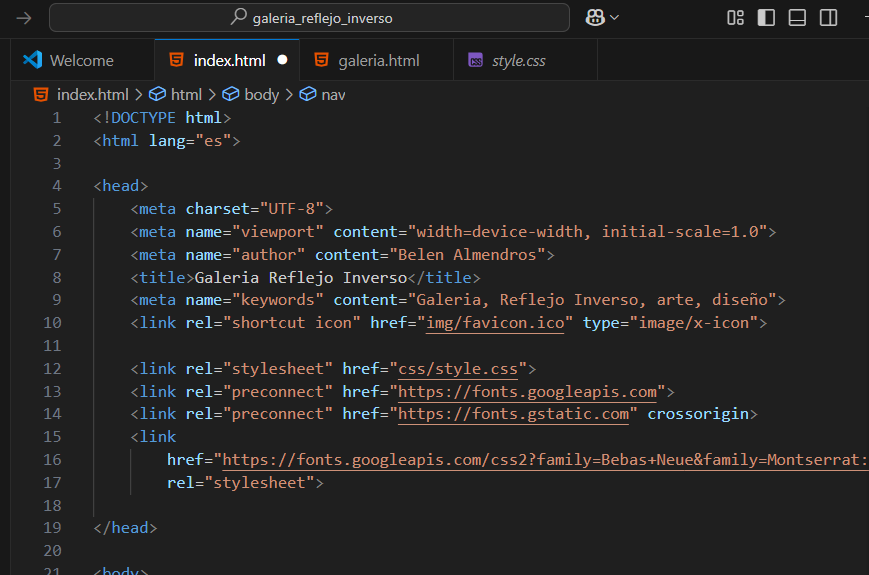 galeria_reflejo_inverso
Welcome
index.html
galeria.html
style.css
index.html > html > body > nav
1 <!DOCTYPE html>
2 <html lang="es">
3
4 <head>
5 <meta charset="UTF-8">
6 <meta name="viewport" content="width=device-width, initial-scale=1.0">
7 <meta name="author" content="Belen Almendros">
8 <title>Galeria Reflejo Inverso</title>
9 <meta name="keywords" content="Galeria, Reflejo Inverso, arte, diseño">
10 <link rel="shortcut icon" href="img/favicon.ico" type="image/x-icon">
11
12 <link rel="stylesheet" href="css/style.css">
13 <link rel="preconnect" href="https://fonts.googleapis.com">
14 <link rel="preconnect" href="https://fonts.gstatic.com" crossorigin>
15 <link
16 href="https://fonts.googleapis.com/css2?family=Bebas+Neue&family=Montserrat:
17 rel="stylesheet">
18
19 </head>
20
21 <body>